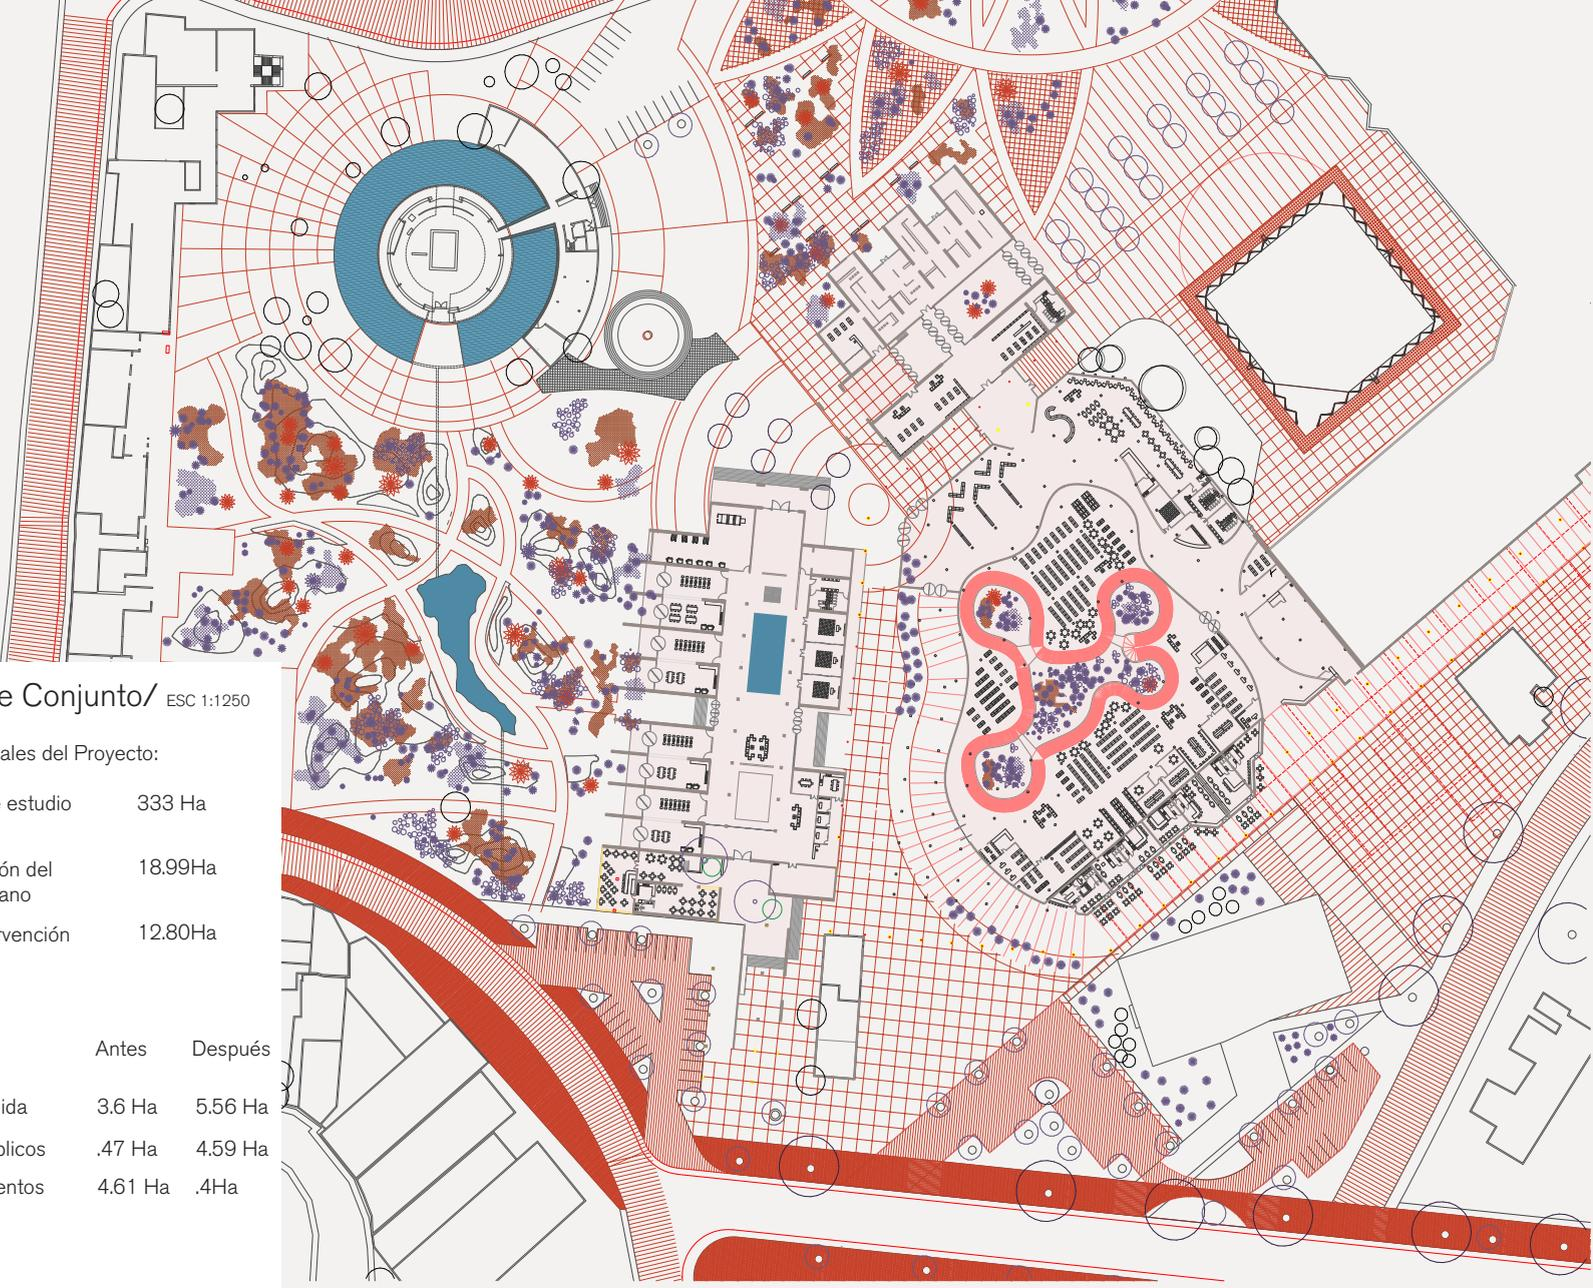 e Conjunto/ ESC 1:1250
ales del Proyecto:
e estudio 333 Ha
ón del 18.99Ha
ano
rvención 12.80Ha
Antes Después
ida 3.6 Ha 5.56 Ha
blicos .47 Ha 4.59 Ha
entos 4.61 Ha .4Ha